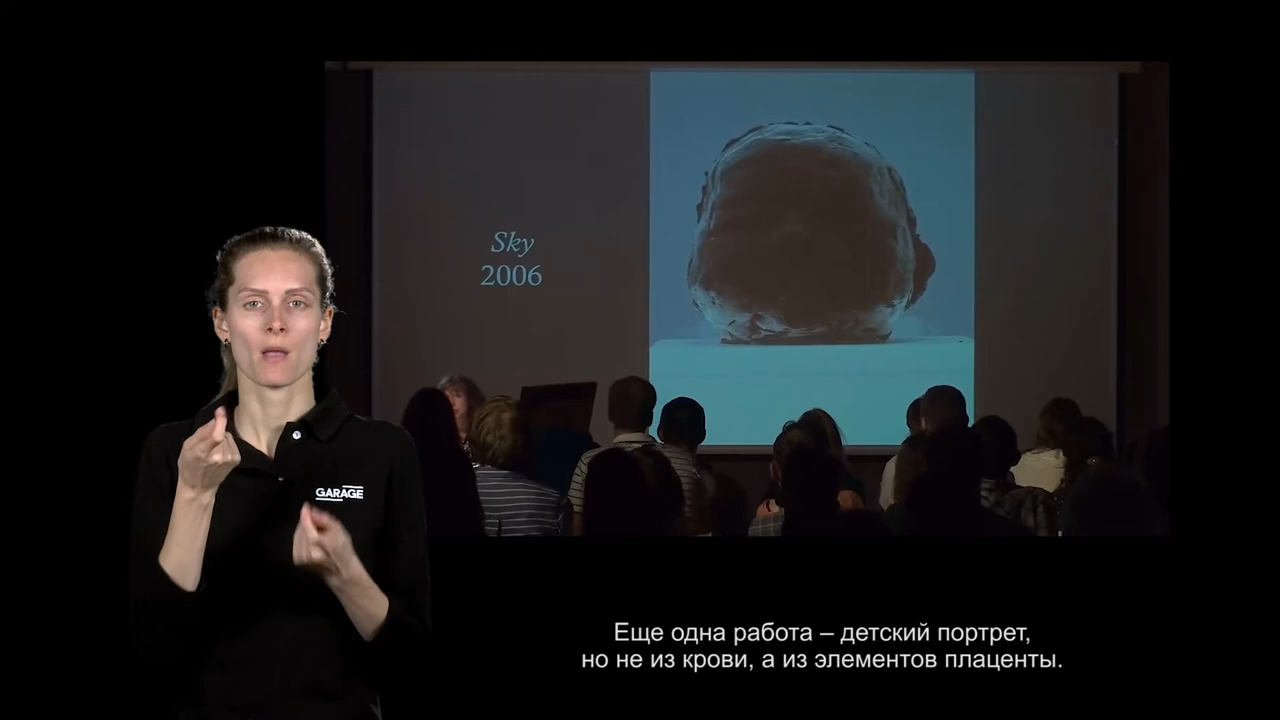 Sky
2006
GARAGE
Еще одна работа – детский портрет,
но не из крови, а из элементов плаценты.